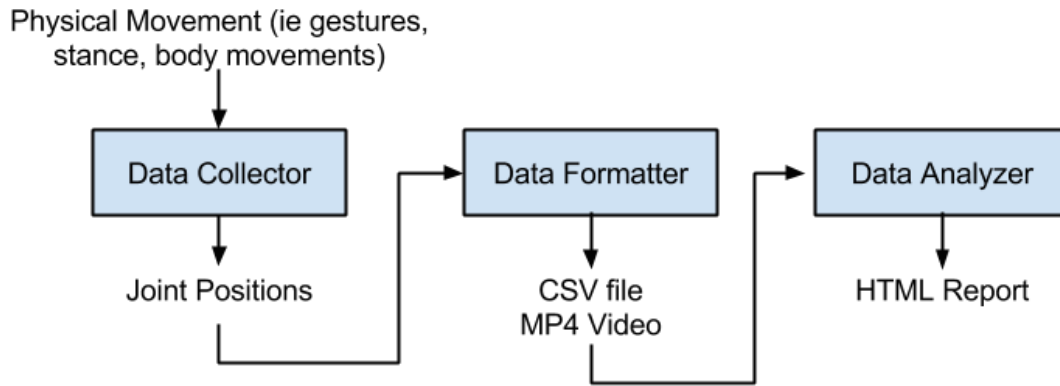 Physical Movement (ie gestures,
stance, body movements)
Data Collector
Data Formatter
Data Analyzer
Joint Positions
CSV file
MP4 Video
HTML Report